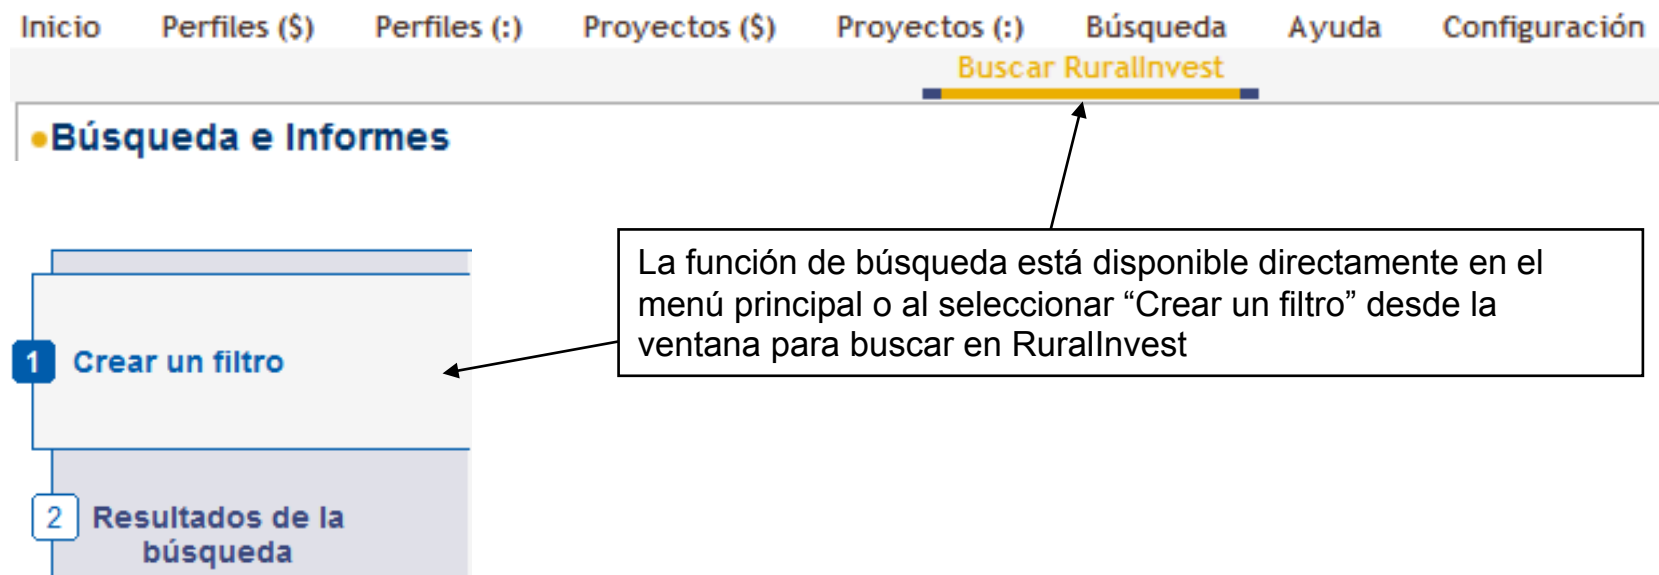 Inicio Perfiles ($) Perfiles (:) Proyectos ($) Proyectos (:) Búsqueda Ayuda Configuración
Buscar RuralInvest
Búsqueda e Informes
La función de búsqueda está disponible directamente en el
menú principal o al seleccionar “Crear un filtro” desde la
ventana para buscar en RuralInvest
1 Crear un filtro
2 Resultados de la
búsqueda